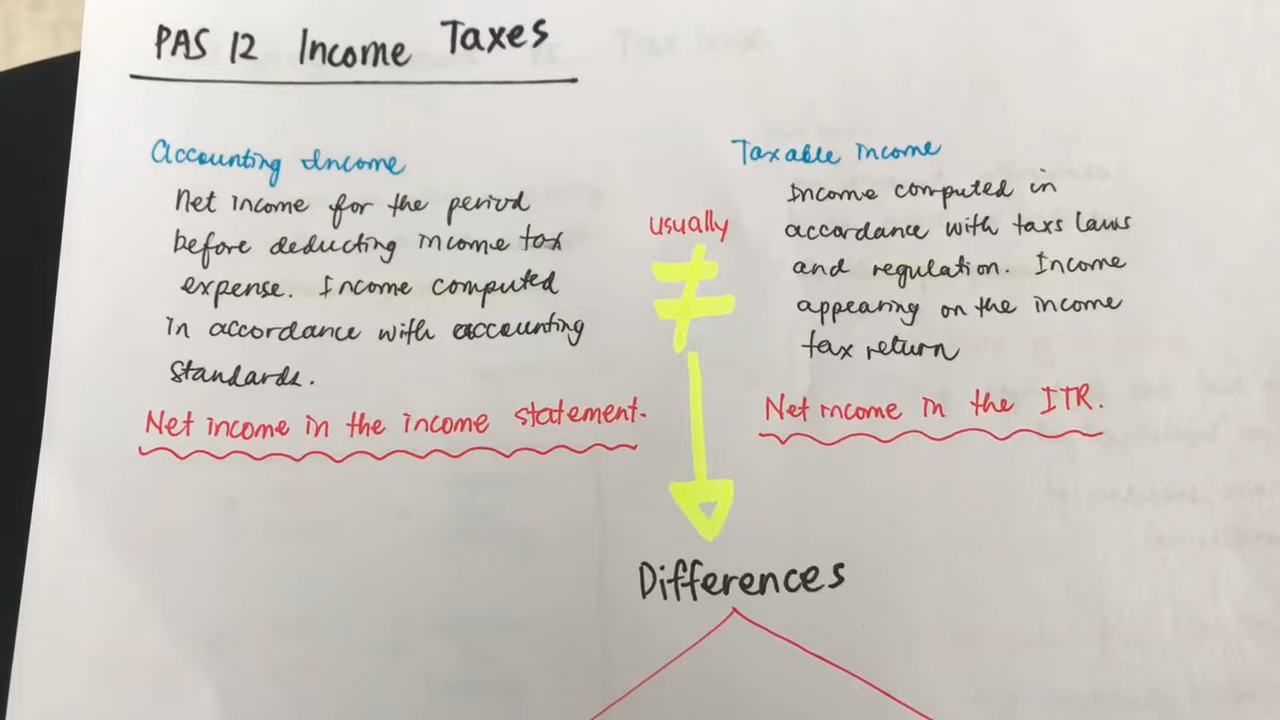 PAS 12 Income Taxes
Accounting Income
Net income for the period
before deducting income tax
expense. Income computed
in accordance with accounting
standards.
Net income in the income statement.
usually
≠
Taxable income
Income computed in
accordance with taxs laws
and regulation. Income
appearing on the income
tax return
Net income in the ITR.
Differences